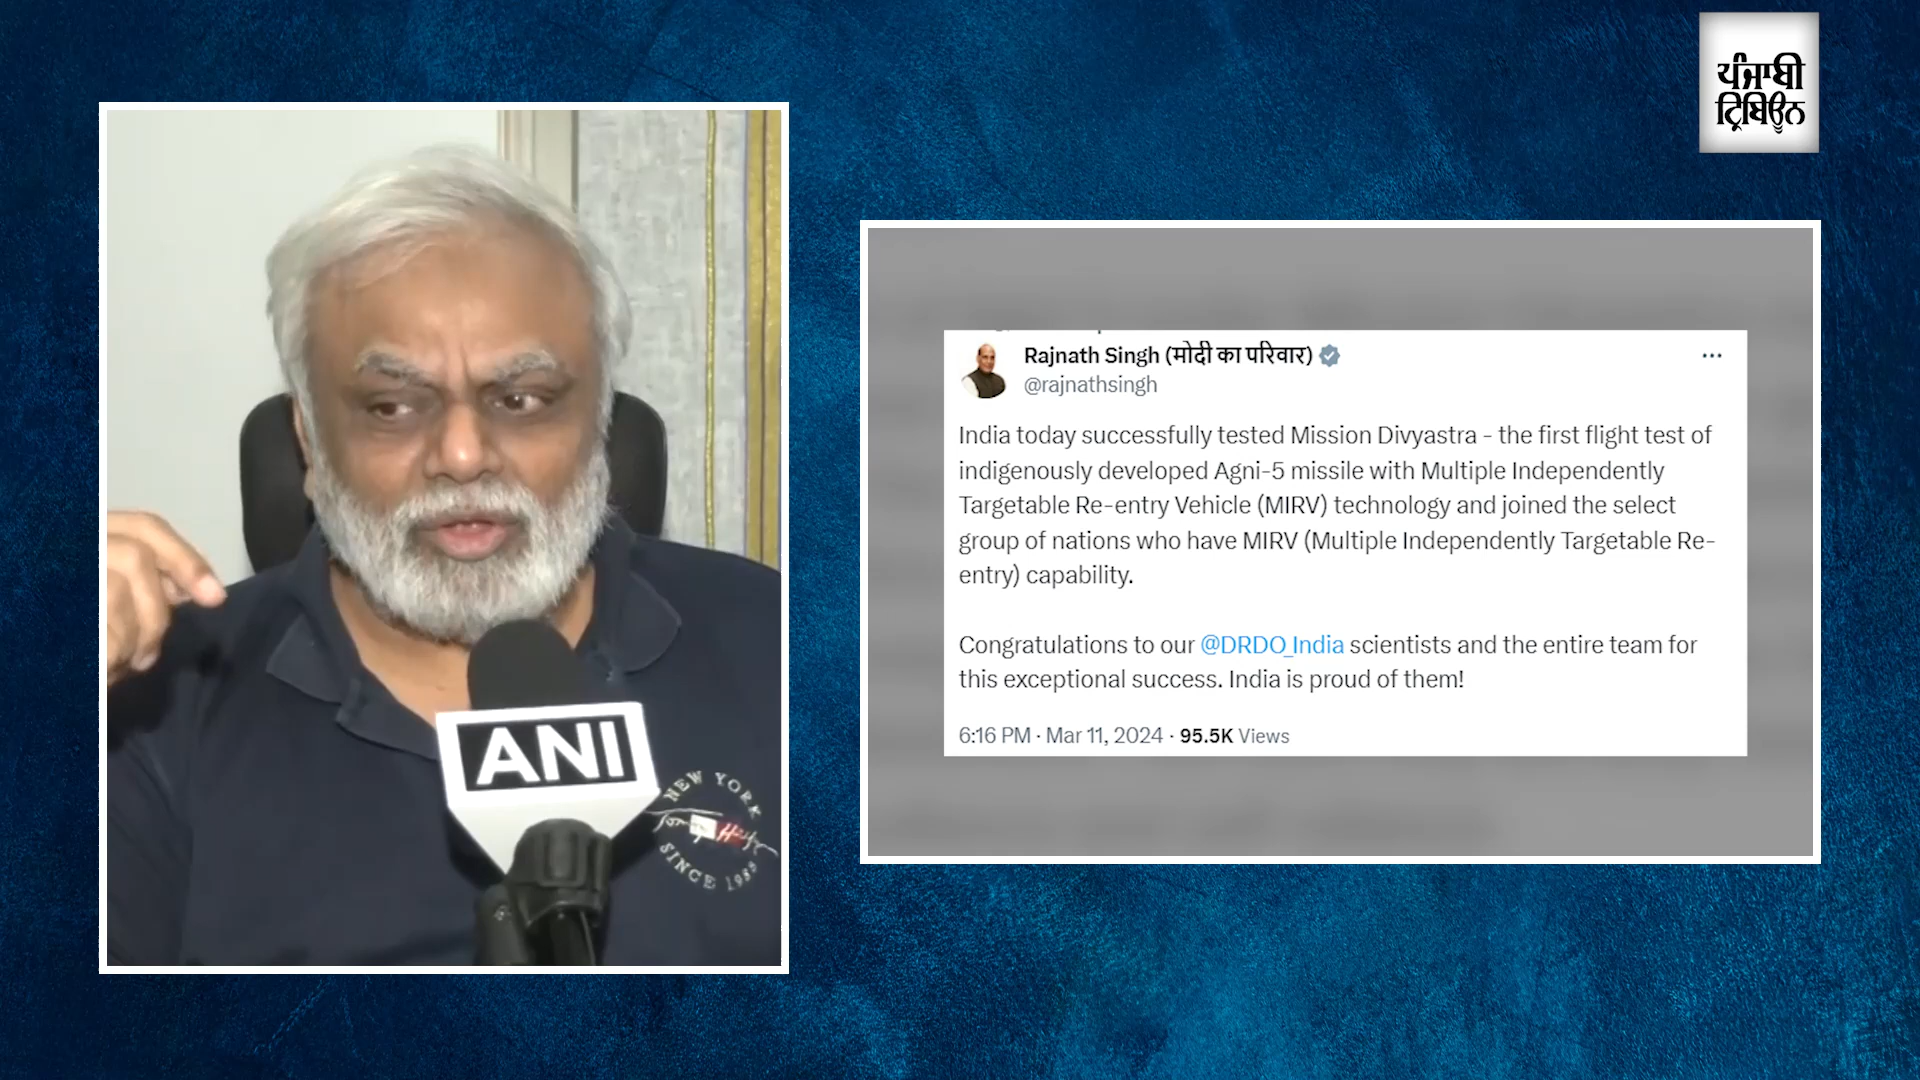 ਪੰਜਾਬੀ
ਟ੍ਰਿਬਿਊਨ
Rajnath Singh (मोदी का परिवार)
@rajnathsingh
India today successfully tested Mission Divyastra - the first flight test of
indigenously developed Agni-5 missile with Multiple Independently
Targetable Re-entry Vehicle (MIRV) technology and joined the select
group of nations who have MIRV (Multiple Independently Targetable Re-
entry) capability.
Congratulations to our @DRDO_India scientists and the entire team for
this exceptional success. India is proud of them!
6:16 PM · Mar 11, 2024 · 95.5K Views
ANI
NEW YORK
SINCE 1985